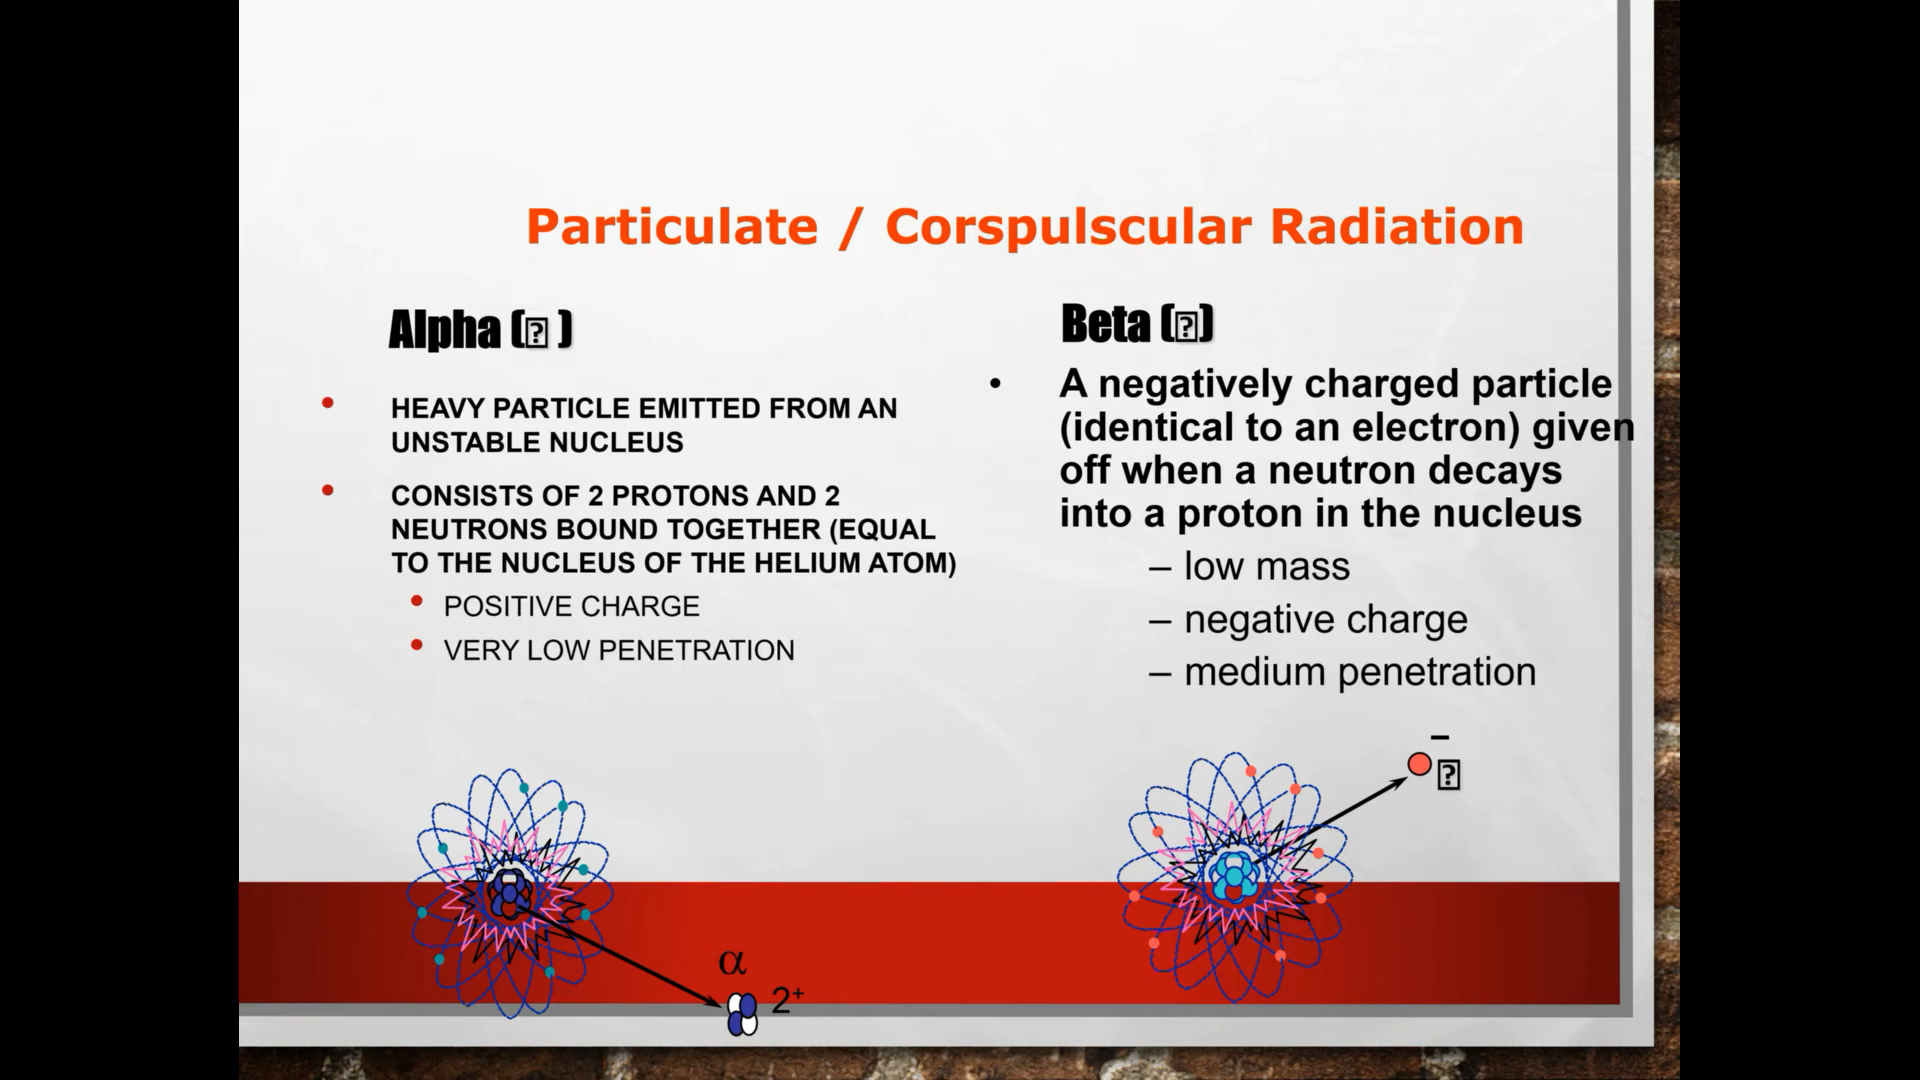 Particulate / Corspulscular Radiation
Alpha (⍰ )
HEAVY PARTICLE EMITTED FROM AN
UNSTABLE NUCLEUS
CONSISTS OF 2 PROTONS AND 2
NEUTRONS BOUND TOGETHER (EQUAL
TO THE NUCLEUS OF THE HELIUM ATOM)
POSITIVE CHARGE
VERY LOW PENETRATION
α
2⁺
Beta (⍰)
• A negatively charged particle
(identical to an electron) given
off when a neutron decays
into a proton in the nucleus
– low mass
– negative charge
– medium penetration
–
⍰